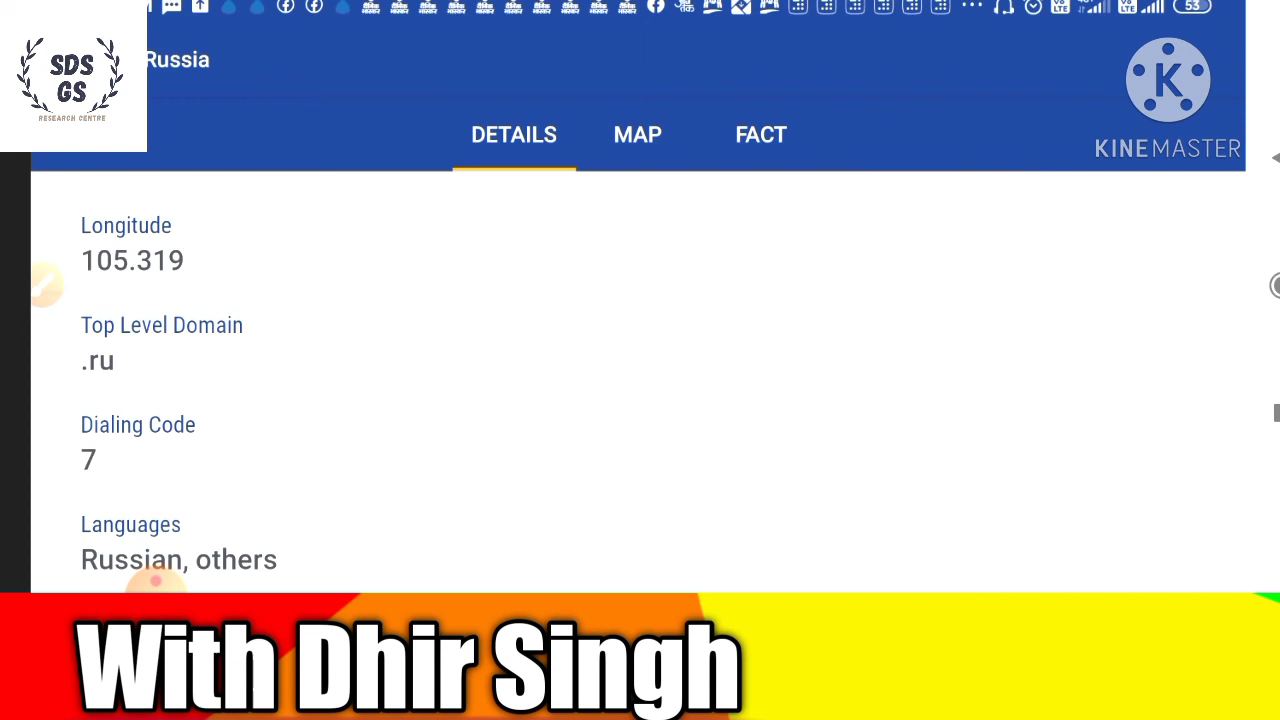 53
SDS
GS
RESEARCH CENTRE
Russia
K
KINEMASTER
DETAILS
MAP
FACT
Longitude
105.319
Top Level Domain
.ru
Dialing Code
7
Languages
Russian, others
With Dhir Singh